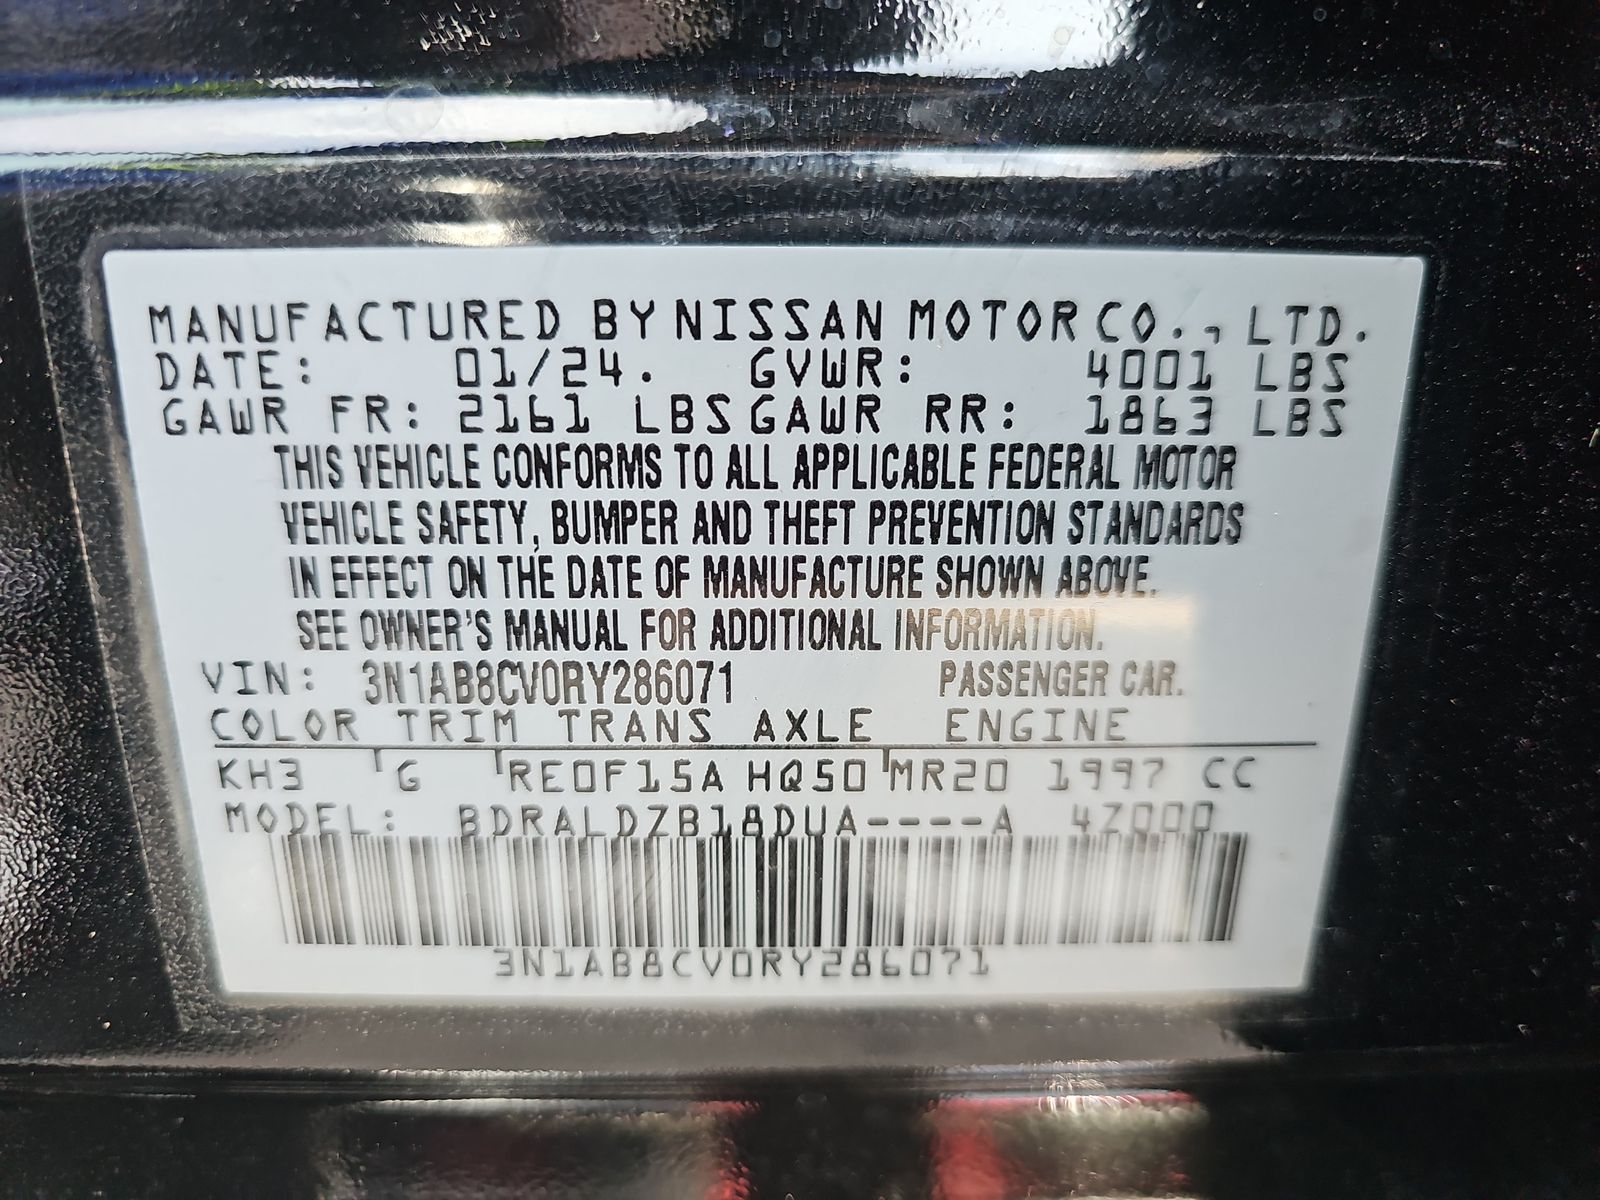 MANUFACTURED BY NISSAN MOTOR CO., LTD.
DATE: 01/24. GVWR: 4001 LBS
GAWR FR: 2161 LBS GAWR RR: 1863 LBS
THIS VEHICLE CONFORMS TO ALL APPLICABLE FEDERAL MOTOR
VEHICLE SAFETY, BUMPER AND THEFT PREVENTION STANDARDS
IN EFFECT ON THE DATE OF MANUFACTURE SHOWN ABOVE.
SEE OWNER'S MANUAL FOR ADDITIONAL INFORMATION.
VIN: 3N1AB8CV0RY286071 PASSENGER CAR.
COLOR TRIM TRANS AXLE ENGINE
KH3 G RE0F15A HQ50 MR20 1997 CC
MODEL: BDRALDZB18DUA----A 4Z000
3N1AB8CV0RY286071